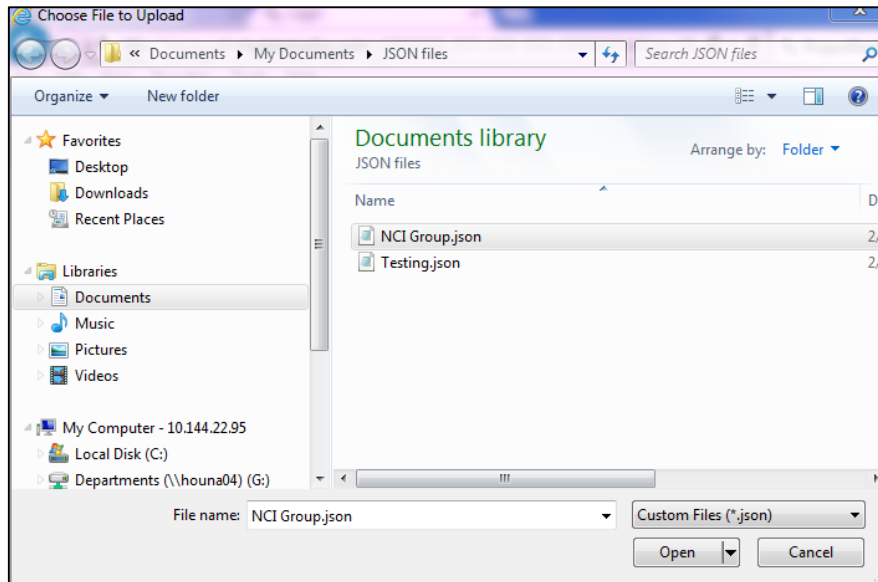 Choose File to Upload
« Documents My Documents JSON files
Search JSON files
Organize
New folder
Favorites
Desktop
Downloads
Recent Places
Libraries
Documents
Music
Pictures
Videos
My Computer - 10.144.22.95
Local Disk (C:)
Departments (\\houna04) (G:)
Documents library
JSON files
Arrange by: Folder
Name D
NCI Group.json 2/
Testing.json 2/
File name: NCI Group.json
Custom Files (*.json)
Open
Cancel